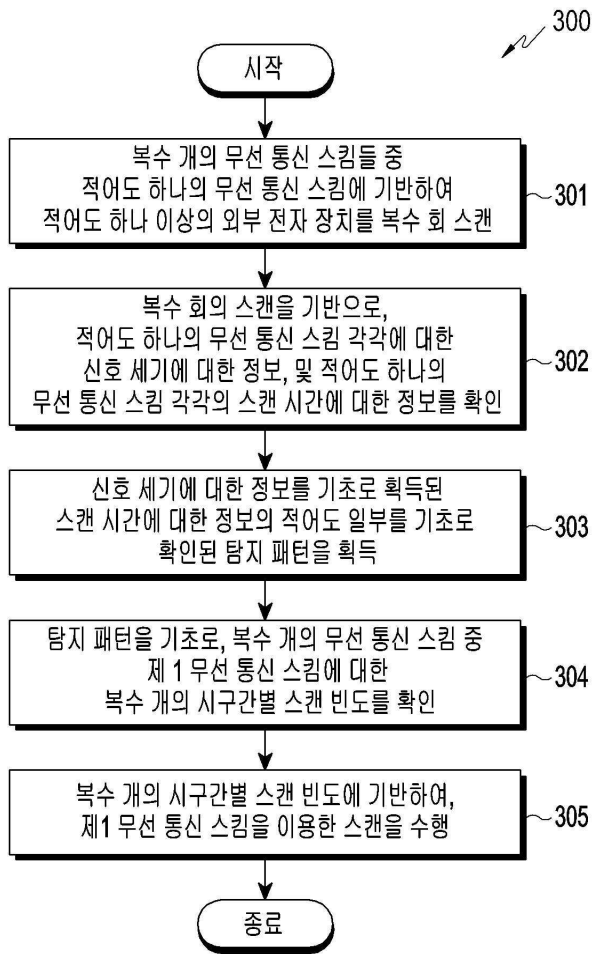 300
시작
복수 개의 무선 통신 스킴들 중
적어도 하나의 무선 통신 스킴에 기반하여
적어도 하나 이상의 외부 전자 장치를 복수 회 스캔
301
복수 회의 스캔을 기반으로,
적어도 하나의 무선 통신 스킴 각각에 대한
신호 세기에 대한 정보, 및 적어도 하나의
무선 통신 스킴 각각의 스캔 시간에 대한 정보를 확인
302
신호 세기에 대한 정보를 기초로 획득된
스캔 시간에 대한 정보의 적어도 일부를 기초로
확인된 탐지 패턴을 획득
303
탐지 패턴을 기초로, 복수 개의 무선 통신 스킴 중
제 1 무선 통신 스킴에 대한
복수 개의 시구간별 스캔 빈도를 확인
304
복수 개의 시구간별 스캔 빈도에 기반하여,
제1 무선 통신 스킴을 이용한 스캔을 수행
305
종료